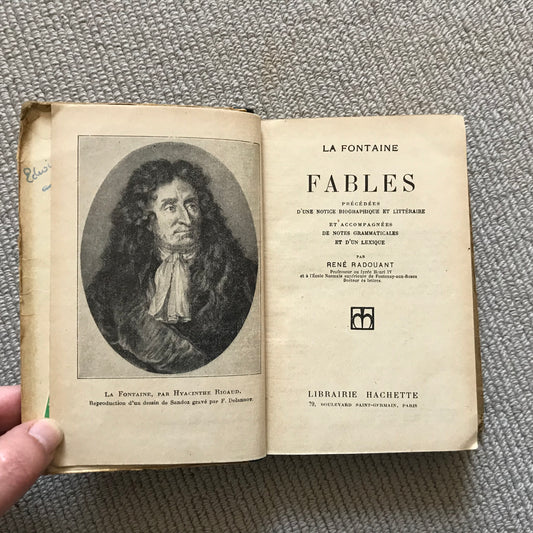 Edwi
LA FONTAINE, PAR HYACINTHE RIGAUD.
Reproduction d'un dessin de Sandoz gravé par F. Delannoy.
LA FONTAINE
FABLES
PRÉCÉDÉES
D'UNE NOTICE BIOGRAPHIQUE ET LITTÉRAIRE
ET ACCOMPAGNÉES
DE NOTES GRAMMATICALES
ET D'UN LEXIQUE
PAR
RENÉ RADOUANT
Professeur au lycée Henri IV
et à l'École Normale supérieure de Fontenay-aux-Roses
Docteur ès lettres.
LIBRAIRIE HACHETTE
79, BOULEVARD SAINT-GERMAIN, PARIS